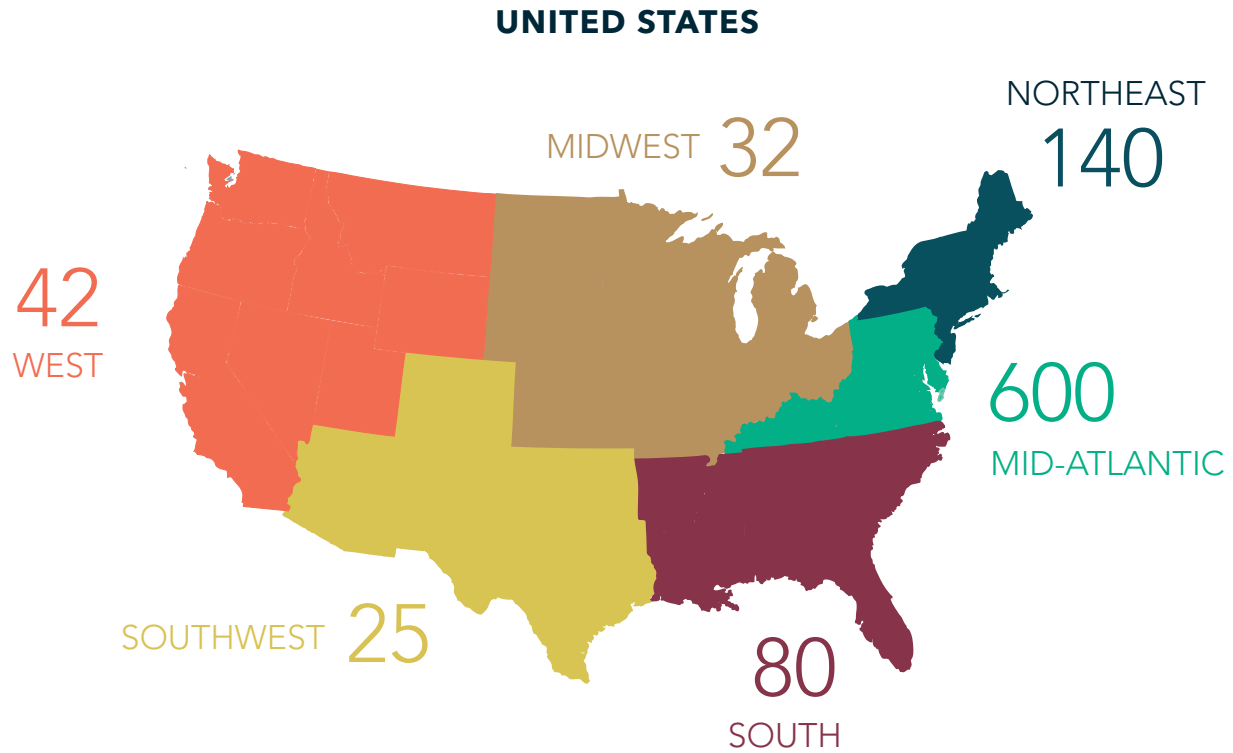 UNITED STATES
NORTHEAST
140
MIDWEST 32
42
WEST
600
MID-ATLANTIC
SOUTHWEST 25
80
SOUTH